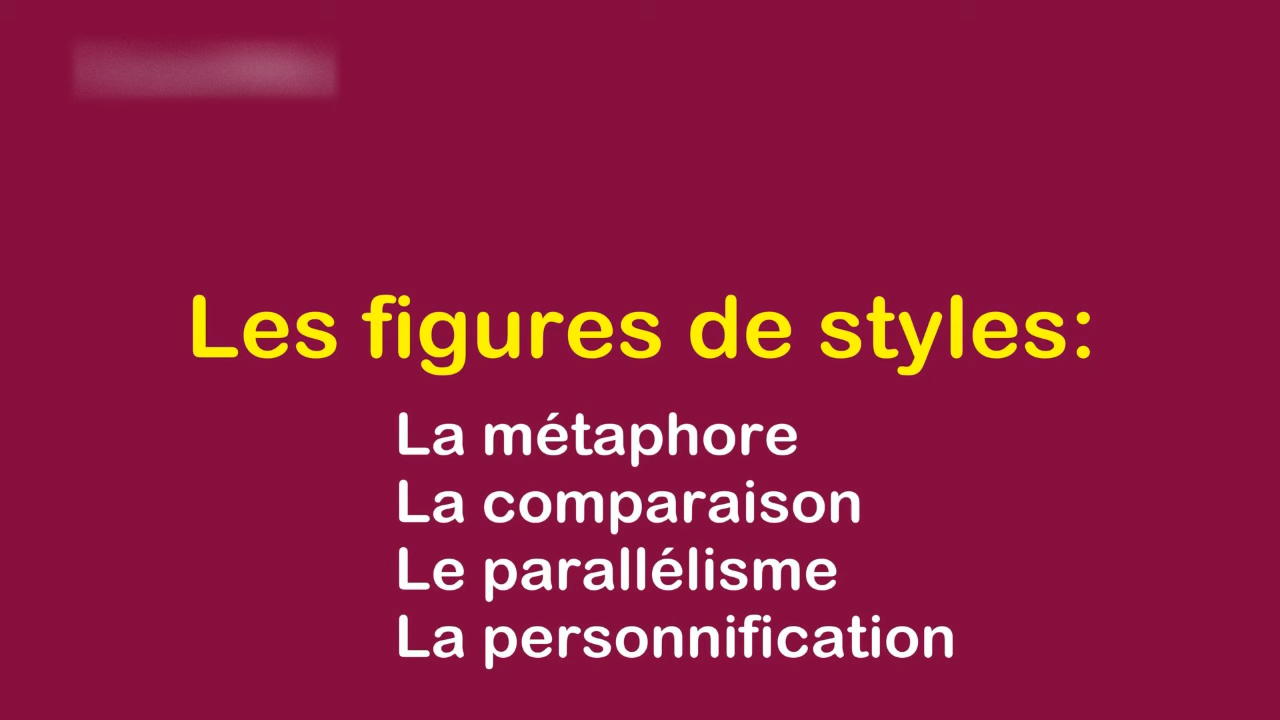 Les figures de styles:
La métaphore
La comparaison
Le parallélisme
La personnification